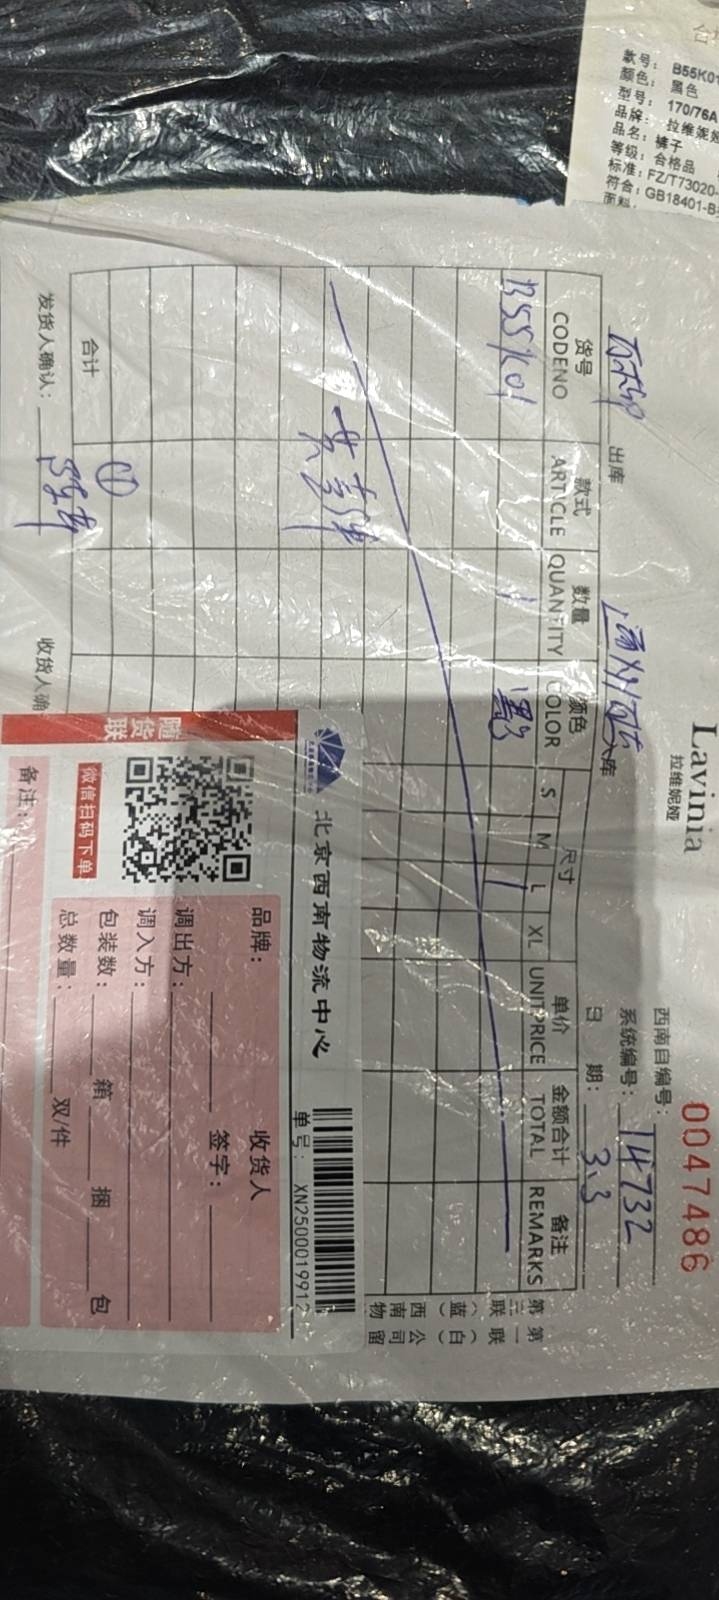 Lavinia
拉维妮娅
0047486
西南自编号:
系统编号: 14732
日 期: 3.3
出库
入库
货号 款式 数量 颜色 尺寸 单价 金额合计 备注
CODENO ARTICLE QUANTITY COLOR S M L XL UNITPRICE TOTAL REMARKS
B55K01 1 黑 1
合计 ①
发货人确认:
收货人确
第一联(白)公司留
第二联(蓝)西南物
北京西南物流中心
单号: XN2500019912
品牌:
调出方:
调入方:
包装数: 箱 捆 包
总数量: 双/件
收货人
签字:
微信扫码下单
随货联
备注:
合
款号: B55K01
颜色: 黑色
型号: 170/76A
品牌: 拉维妮娅
品名: 裤子
等级: 合格品
标准: FZ/T73020-
符合: GB18401-B
面料: